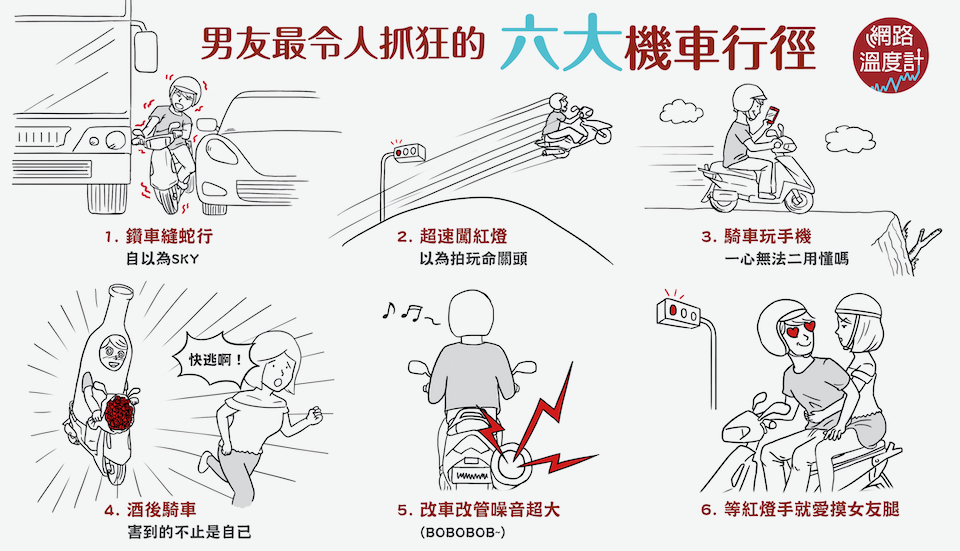 男友最令人抓狂的六大機車行徑
網路
溫度計
1. 鑽車縫蛇行
自以為SKY
2. 超速闖紅燈
以為拍玩命關頭
3. 騎車玩手機
一心無法二用懂嗎
快逃啊！
4. 酒後騎車
害到的不止是自己
5. 改車改管噪音超大
(BOBOBOB~)
6. 等紅燈手就愛摸女友腿